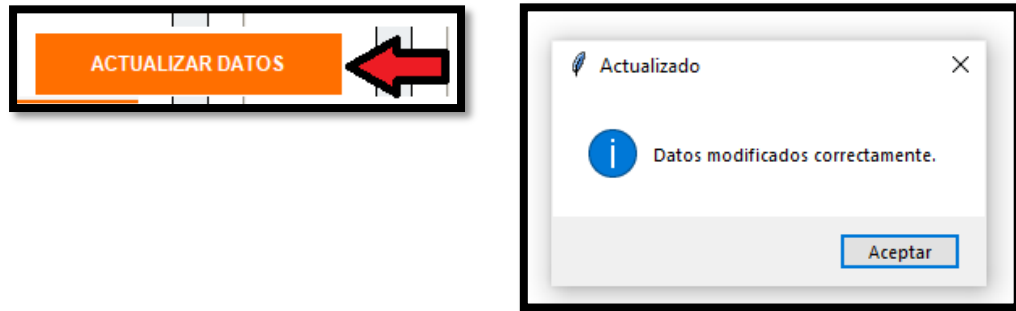 ACTUALIZAR DATOS
Actualizado
Datos modificados correctamente.
Aceptar